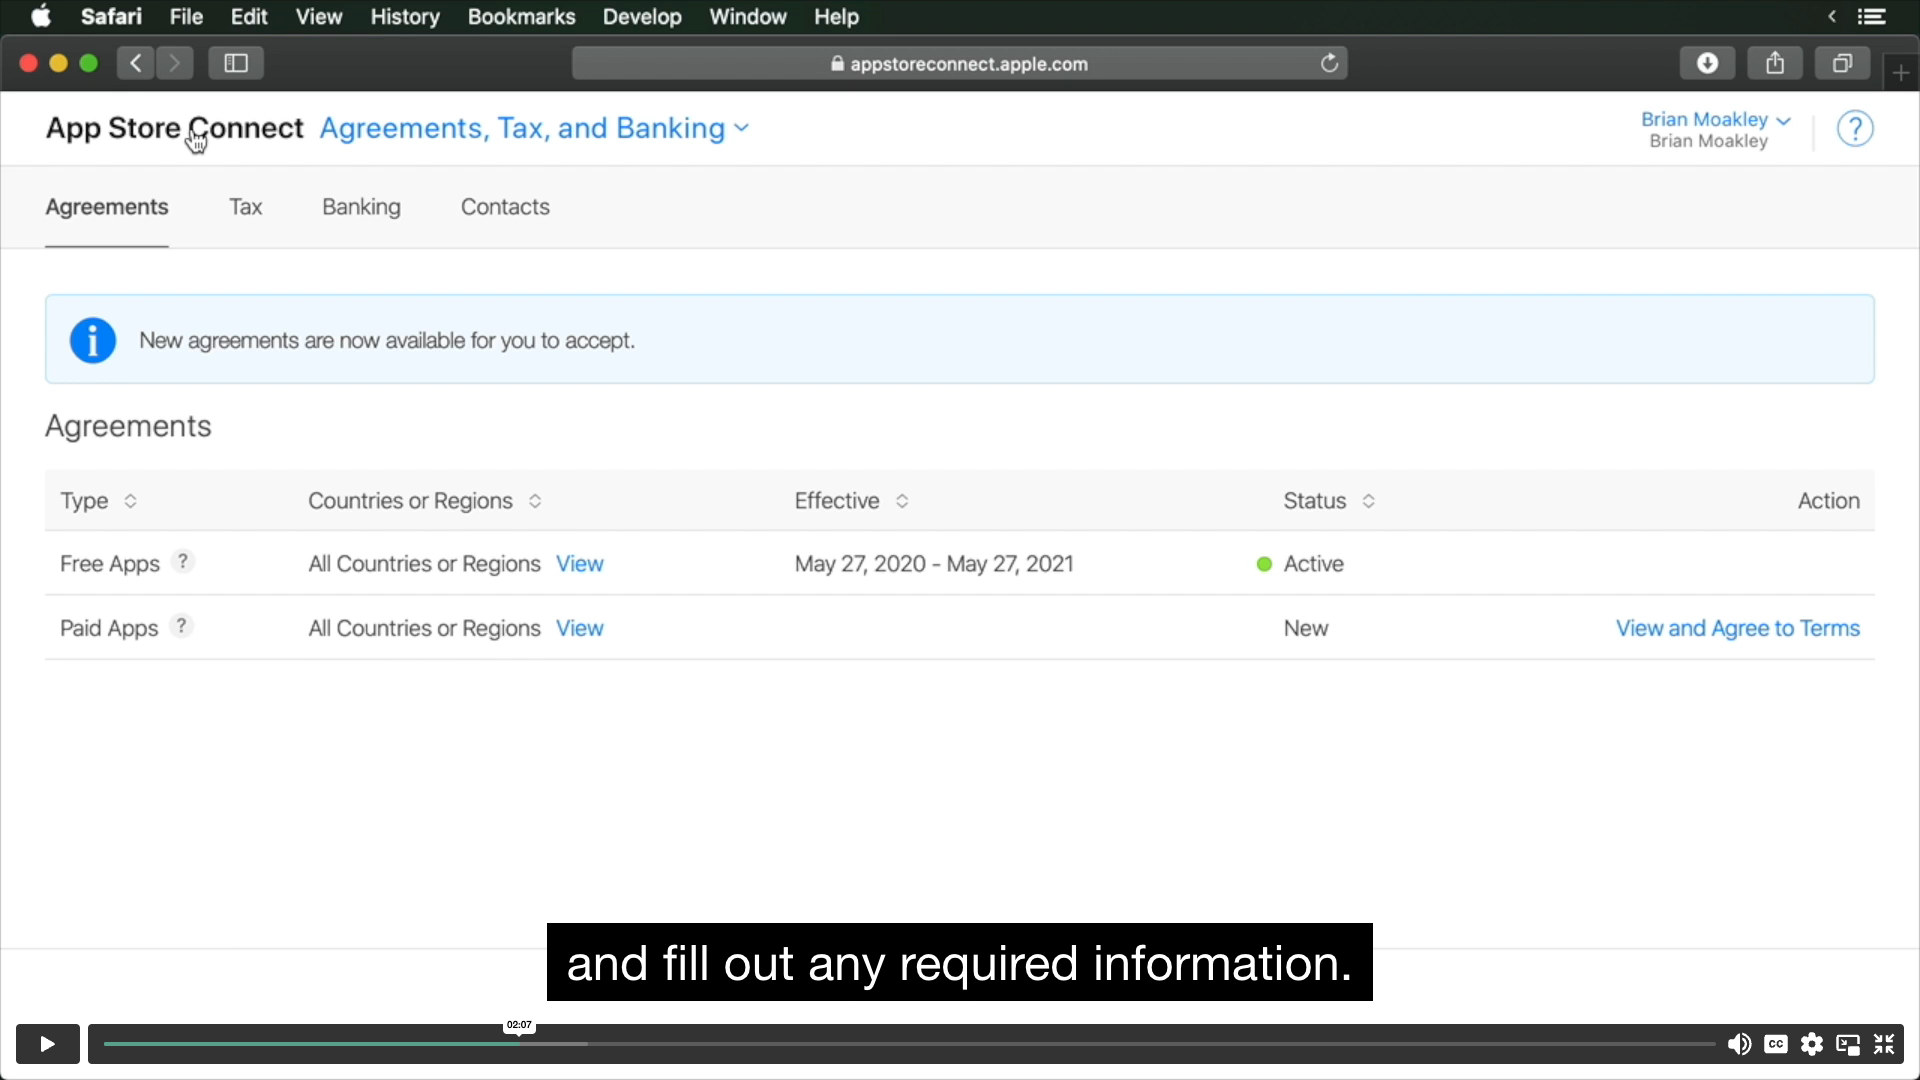 Safari File Edit View History Bookmarks Develop Window Help
appstoreconnect.apple.com
App Store Connect Agreements, Tax, and Banking
Brian Moakley
Brian Moakley
?
Agreements Tax Banking Contacts
New agreements are now available for you to accept.
Agreements
Type Countries or Regions Effective Status Action
Free Apps ? All Countries or Regions View May 27, 2020 - May 27, 2021 Active
Paid Apps ? All Countries or Regions View New View and Agree to Terms
and fill out any required information.
02:07
CC